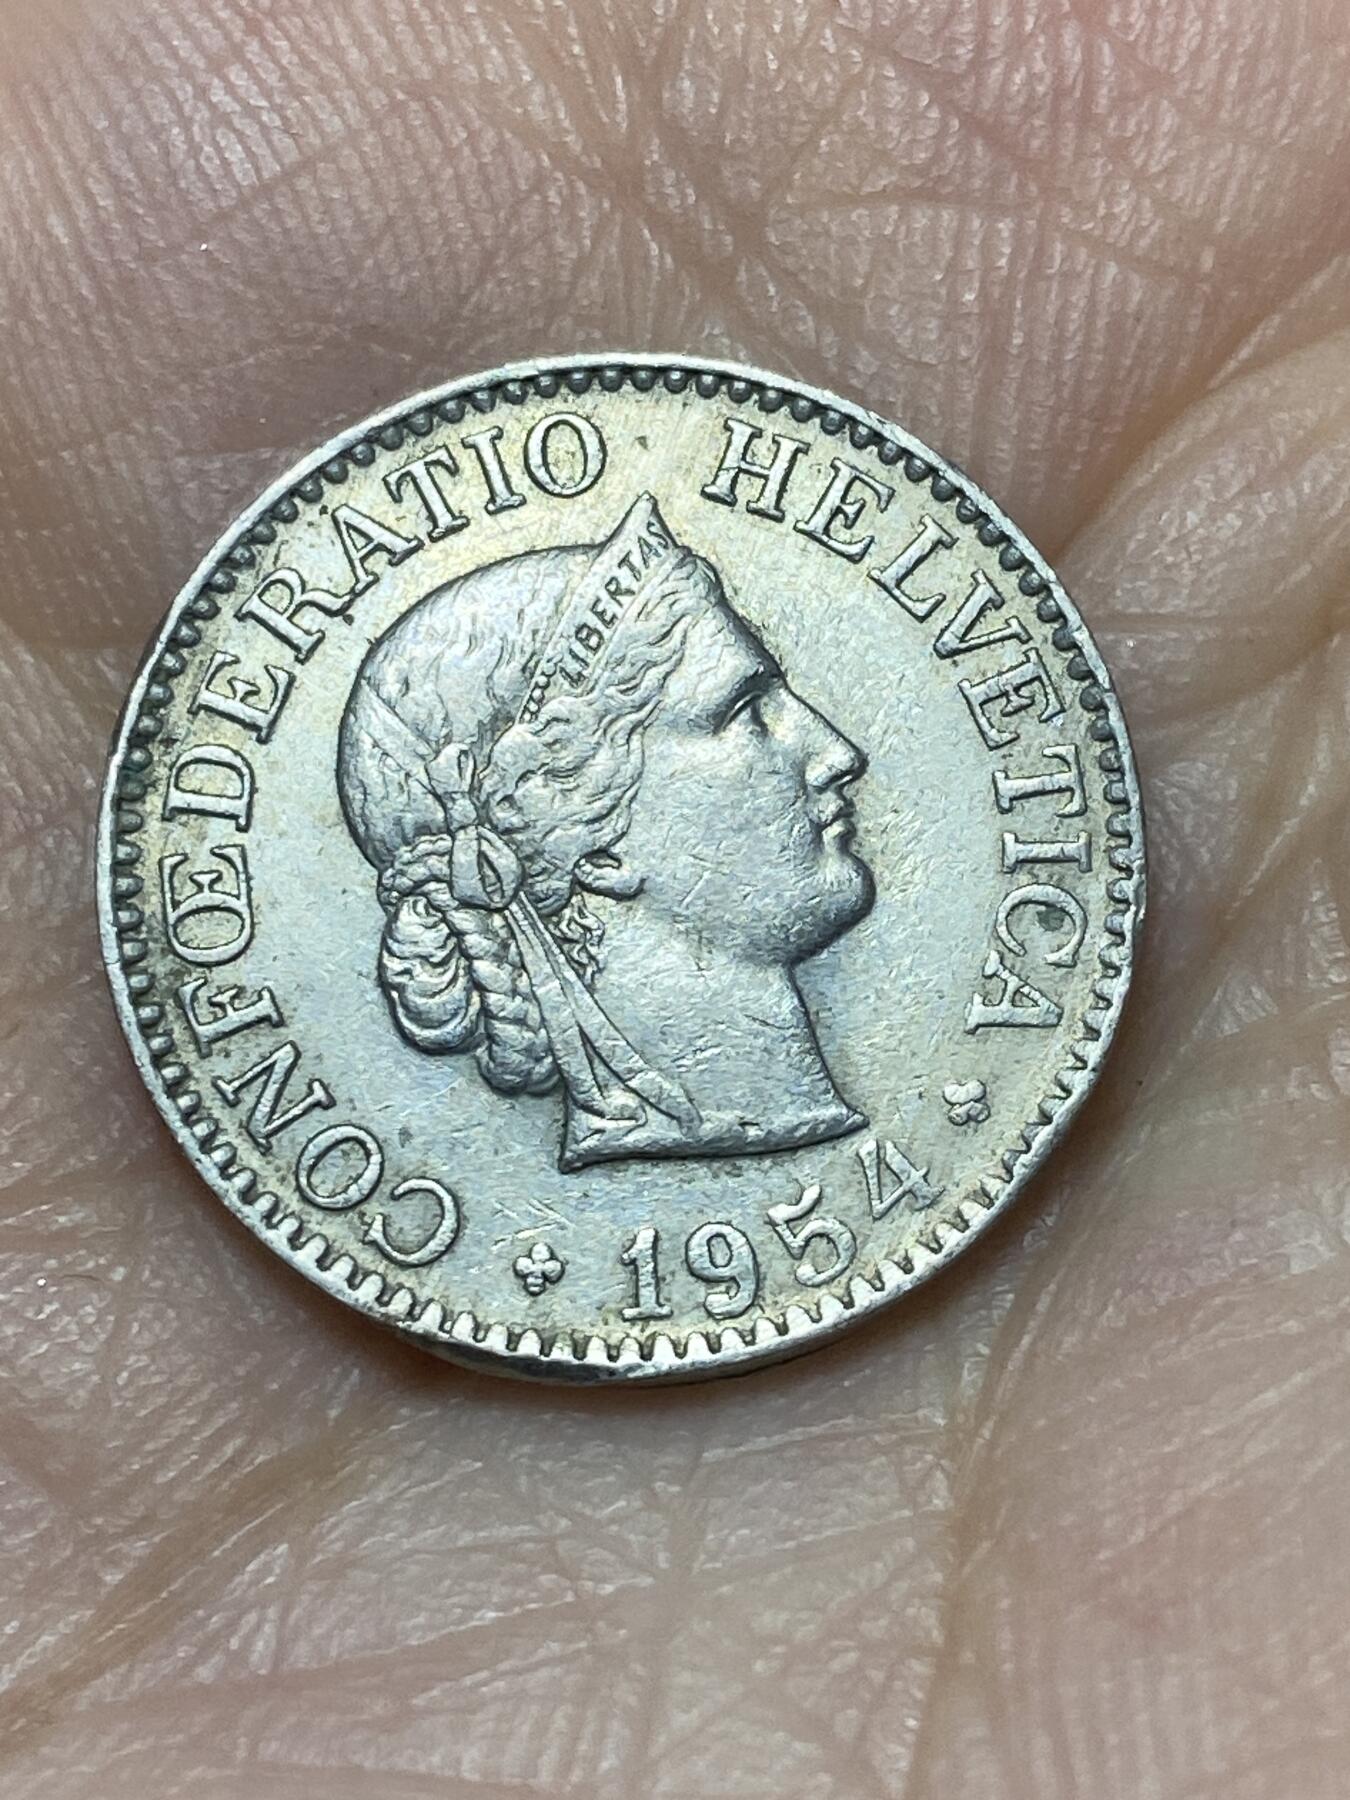 CONFŒDERATIO HELVETICA
LIBERTAS
1954